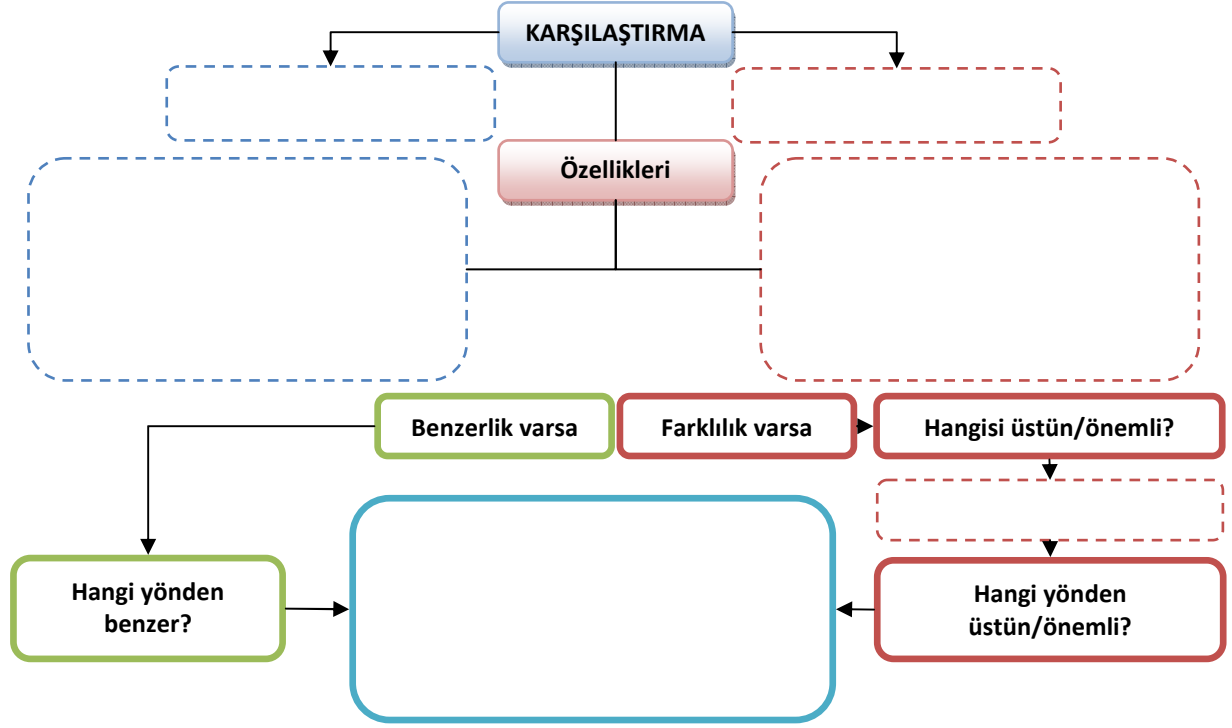 KARŞILAŞTIRMA
Özellikleri
Benzerlik varsa
Farklılık varsa
Hangisi üstün/önemli?
Hangi yönden
benzer?
Hangi yönden
üstün/önemli?